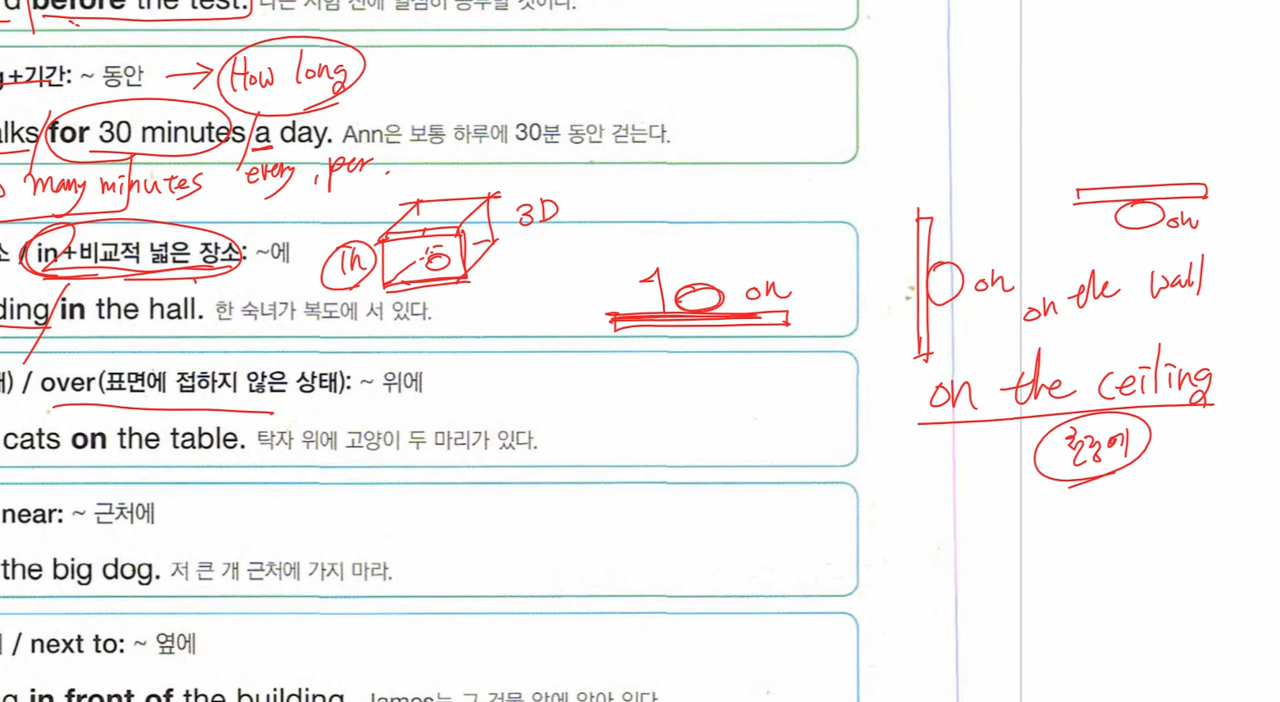 before the test.
+기간: ~ 동안 → How long
alks for 30 minutes a day. Ann은 보통 하루에 30분 동안 걷는다.
many minutes every, per.
3D
on
/ in+비교적 넓은 장소: ~에
in
on
on
on the wall
ding in the hall. 한 숙녀가 복도에 서 있다.
on the ceiling
/ over(표면에 접하지 않은 상태): ~ 위에
cats on the table. 탁자 위에 고양이 두 마리가 있다.
near: ~ 근처에
the big dog. 저 큰 개 근처에 가지 마라.
/ next to: ~ 옆에
g in front of the building.